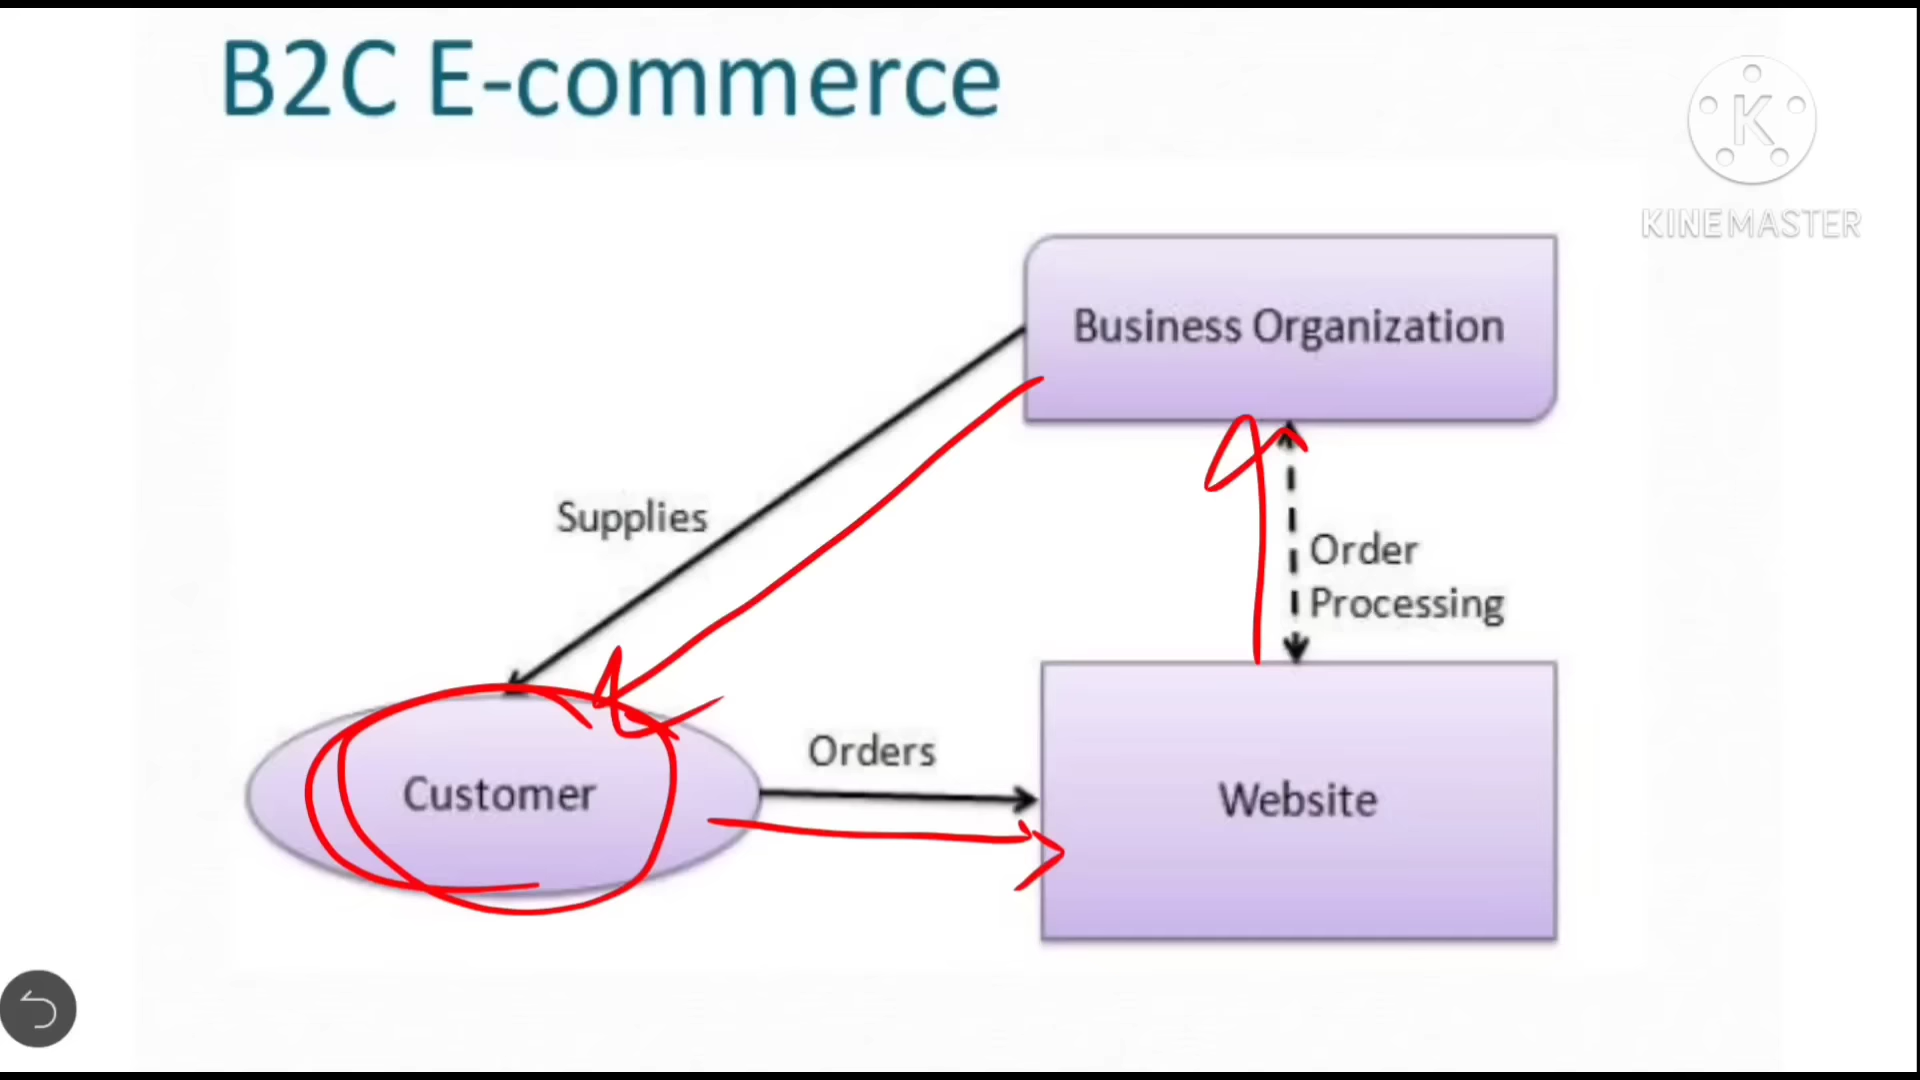 B2C E-commerce
K
KINEMASTER
Business Organization
Supplies
Order
Processing
Orders
Customer
Website